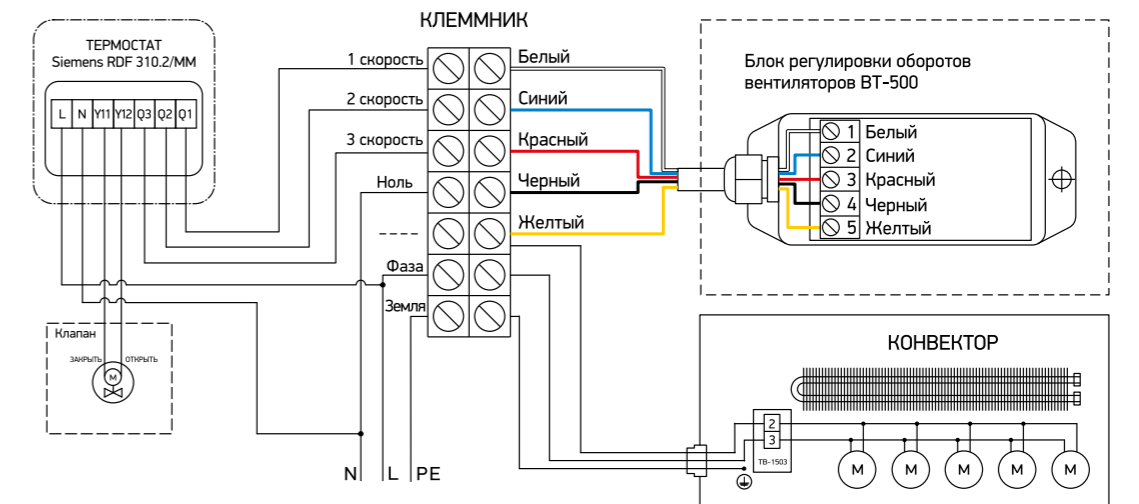 КЛЕММНИК
ТЕРМОСТАТ
Siemens RDF 310.2/MM
L N Y11 Y12 Q3 Q2 Q1
1 скорость
2 скорость
3 скорость
Ноль
----
Фаза
Земля
Белый
Синий
Красный
Черный
Желтый
Блок регулировки оборотов
вентиляторов ВТ-500
1 Белый
2 Синий
3 Красный
4 Черный
5 Желтый
Клапан
ЗАКРЫТЬ
ОТКРЫТЬ
M
N L PE
КОНВЕКТОР
2
3
ТВ-1503
M M M M M